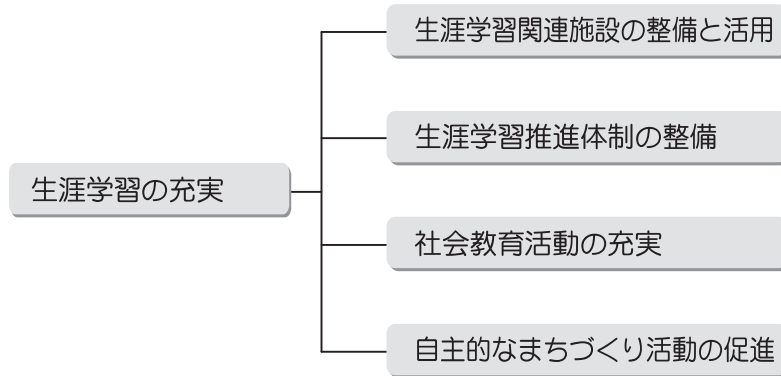 生涯学習関連施設の整備と活用
生涯学習推進体制の整備
生涯学習の充実
社会教育活動の充実
自主的なまちづくり活動の促進